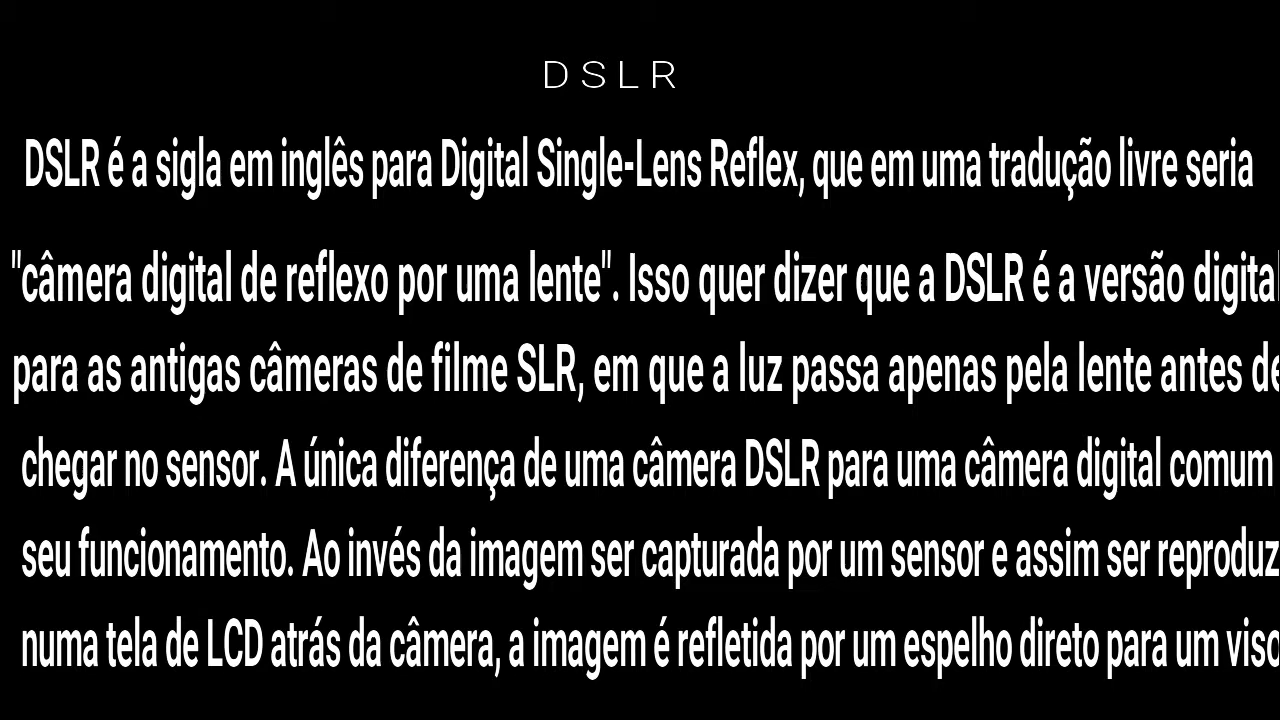 DSLR
DSLR é a sigla em inglês para Digital Single-Lens Reflex, que em uma tradução livre seria
"câmera digital de reflexo por uma lente". Isso quer dizer que a DSLR é a versão digital
para as antigas câmeras de filme SLR, em que a luz passa apenas pela lente antes de
chegar no sensor. A única diferença de uma câmera DSLR para uma câmera digital comum
seu funcionamento. Ao invés da imagem ser capturada por um sensor e assim ser reproduz
numa tela de LCD atrás da câmera, a imagem é refletida por um espelho direto para um viso